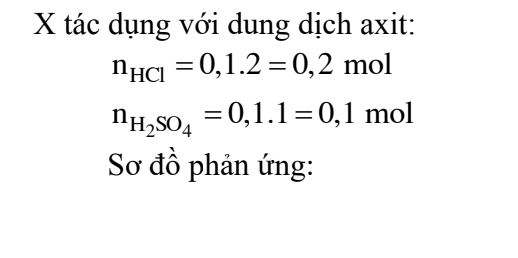 X tác dụng với dung dịch axit:
n_HCl = 0,1.2 = 0,2 mol
n_H₂SO₄ = 0,1.1 = 0,1 mol
Sơ đồ phản ứng: